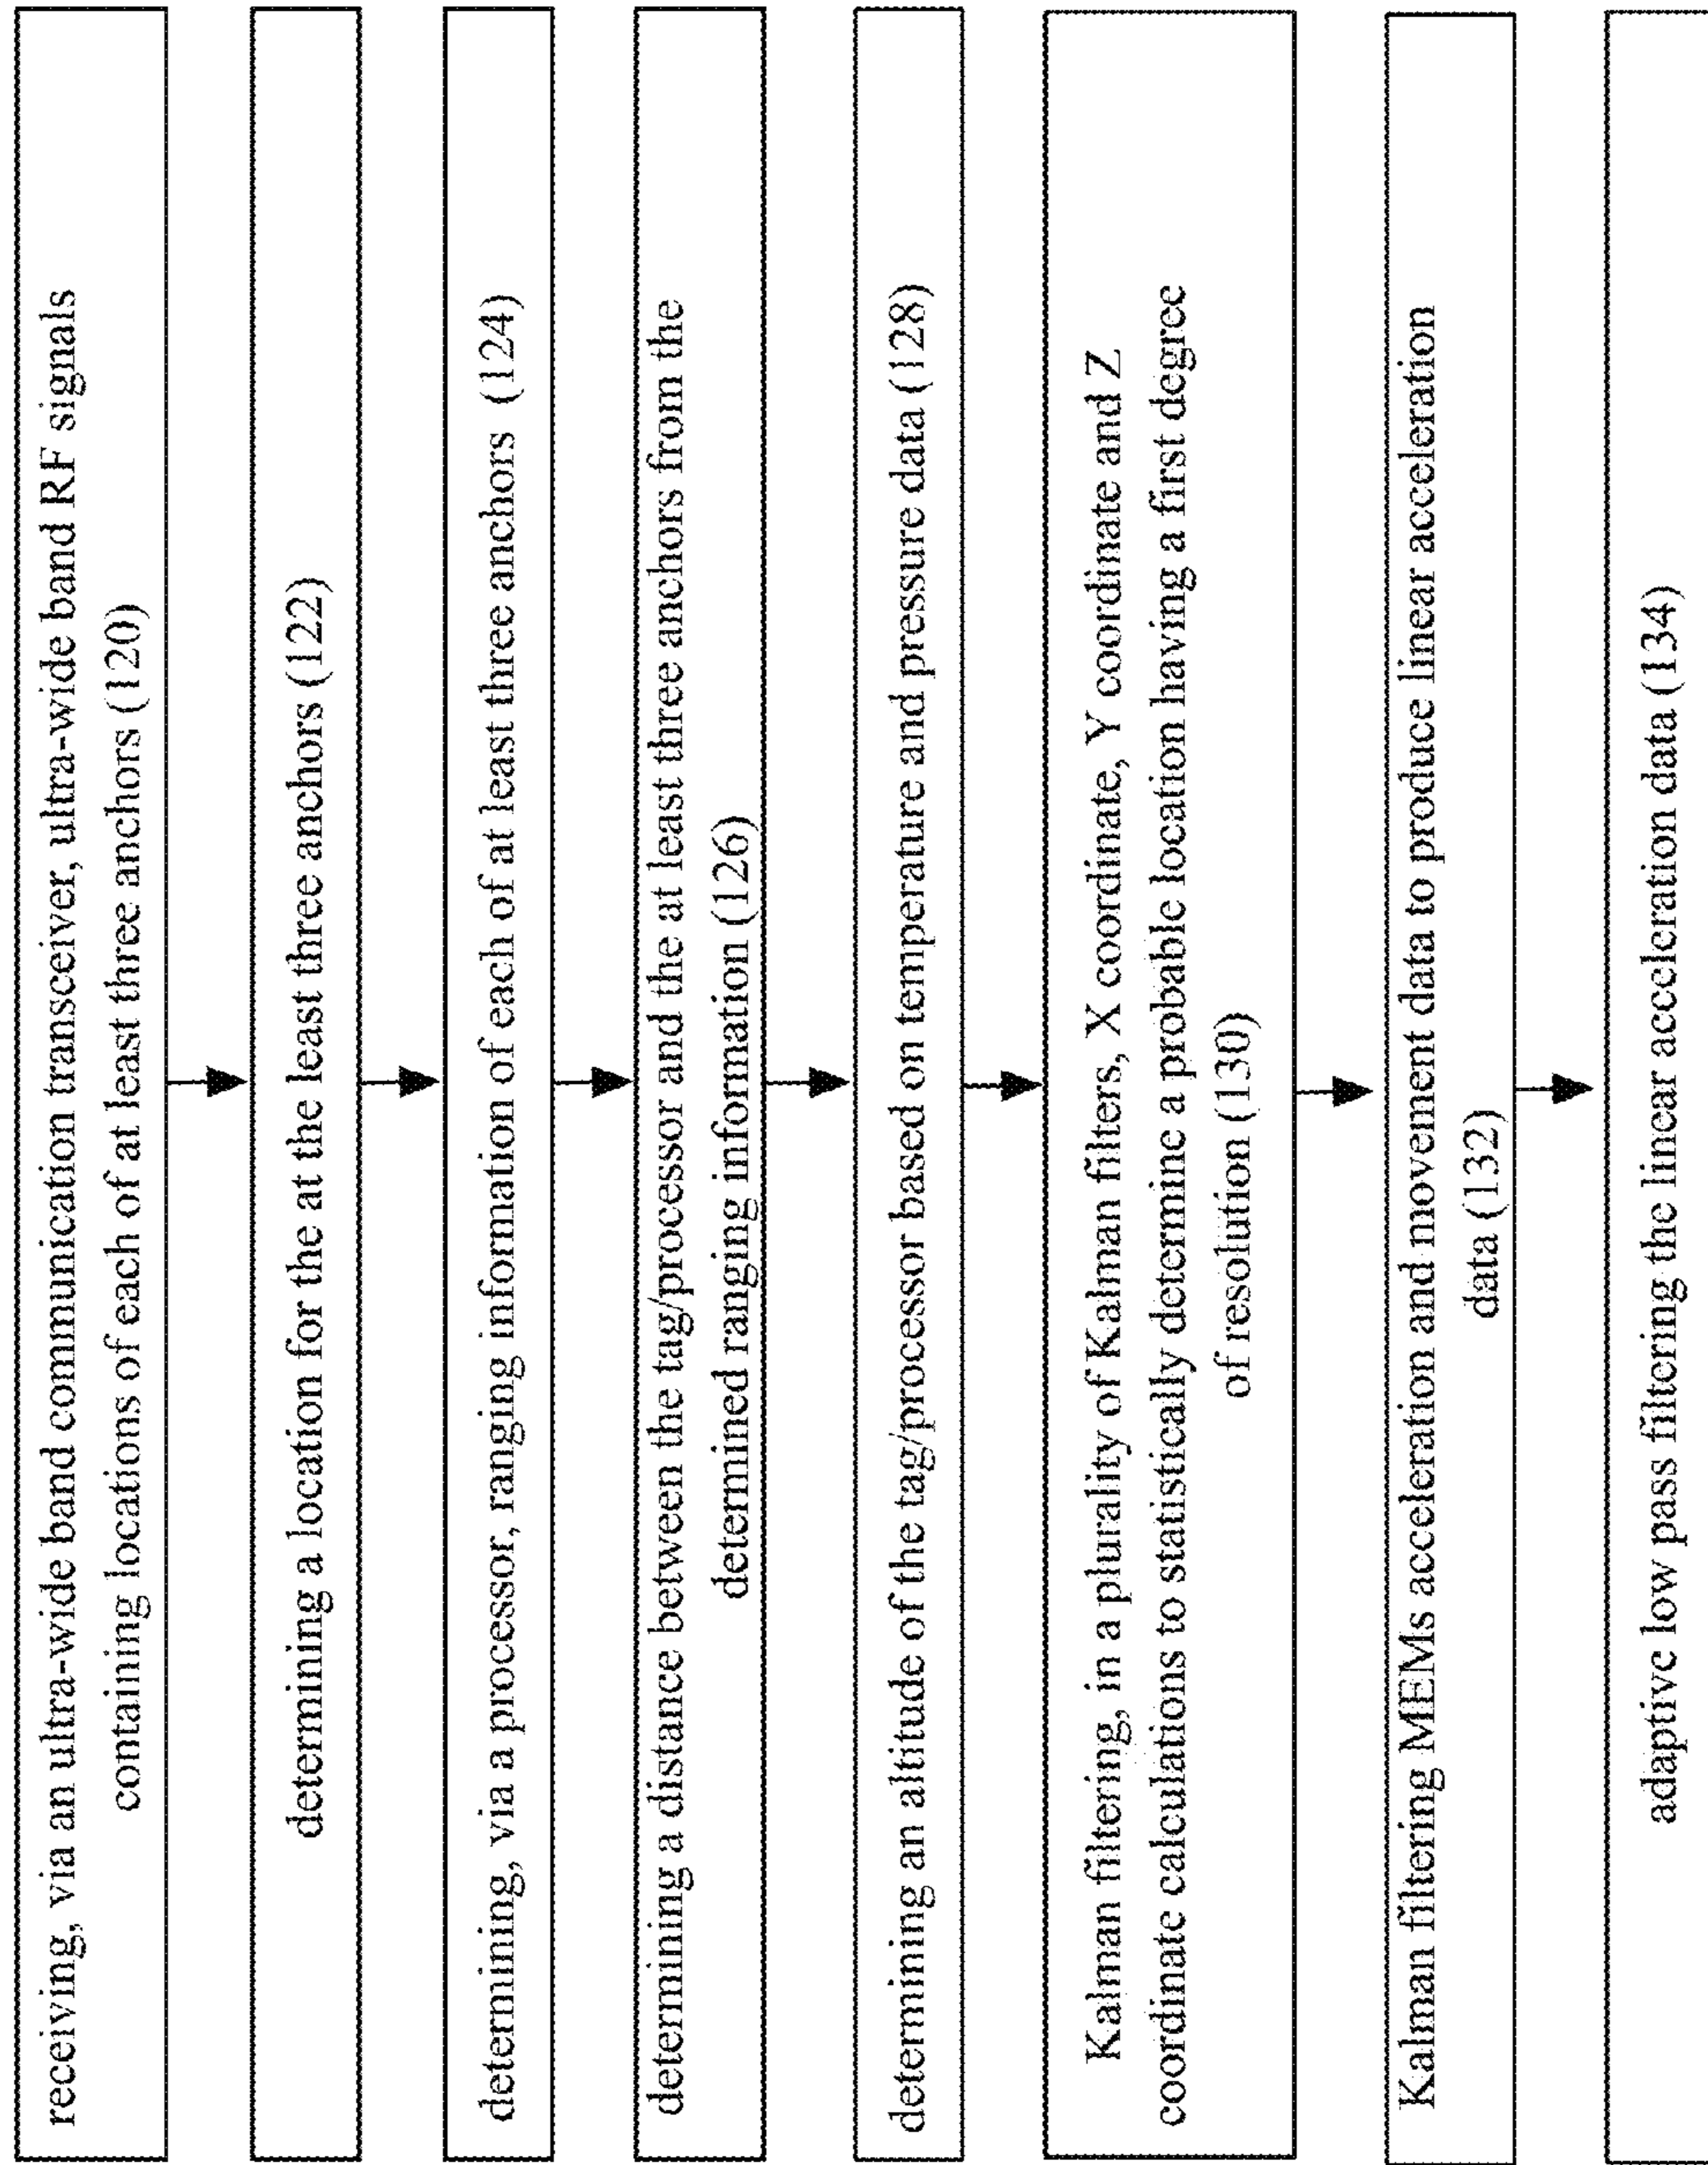 receiving, via an ultra-wide band communication transceiver, ultra-wide band RF signals
containing locations of each of at least three anchors (120)
determining a location for the at the least three anchors (122)
determining, via a processor, ranging information of each of at least three anchors (124)
determining a distance between the tag/processor and the at least three anchors from the
determined ranging information (126)
determining an altitude of the tag/processor based on temperature and pressure data (128)
Kalman filtering, in a plurality of Kalman filters, X coordinate, Y coordinate and Z
coordinate calculations to statistically determine a probable location having a first degree
of resolution (130)
Kalman filtering MEMs acceleration and movement data to produce linear acceleration
data (132)
adaptive low pass filtering the linear acceleration data (134)